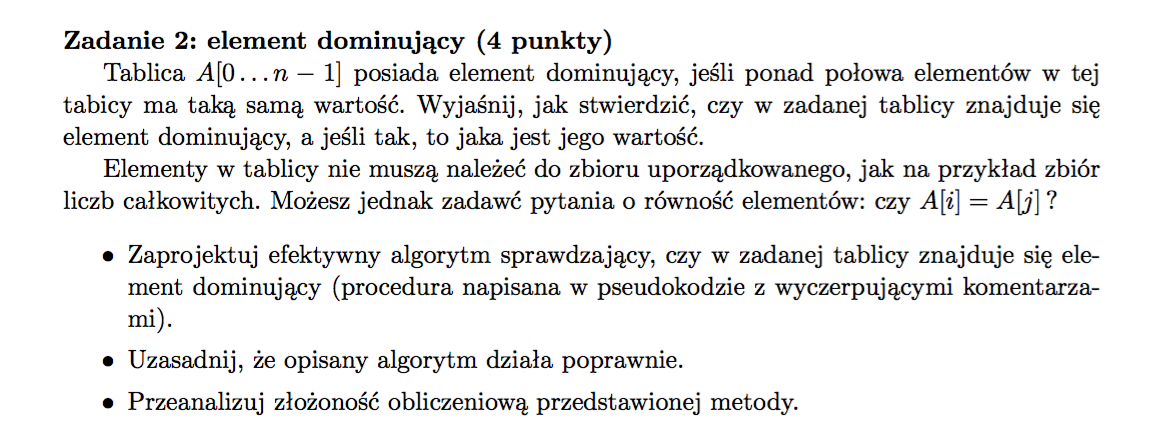 Zadanie 2: element dominujący (4 punkty)
Tablica A[0...n − 1] posiada element dominujący, jeśli ponad połowa elementów w tej
tabicy ma taką samą wartość. Wyjaśnij, jak stwierdzić, czy w zadanej tablicy znajduje się
element dominujący, a jeśli tak, to jaka jest jego wartość.
Elementy w tablicy nie muszą należeć do zbioru uporządkowanego, jak na przykład zbiór
liczb całkowitych. Możesz jednak zadawć pytania o równość elementów: czy A[i] = A[j] ?
• Zaprojektuj efektywny algorytm sprawdzający, czy w zadanej tablicy znajduje się ele-
ment dominujący (procedura napisana w pseudokodzie z wyczerpującymi komentarza-
mi).
• Uzasadnij, że opisany algorytm działa poprawnie.
• Przeanalizuj złożoność obliczeniową przedstawionej metody.